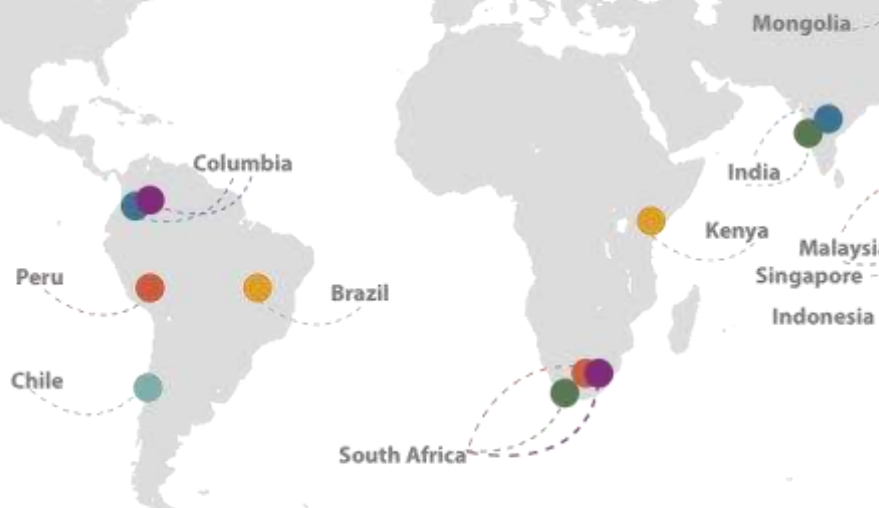 Mongolia
Columbia
India
Kenya
Malaysia
Peru
Singapore
Brazil
Indonesia
Chile
South Africa